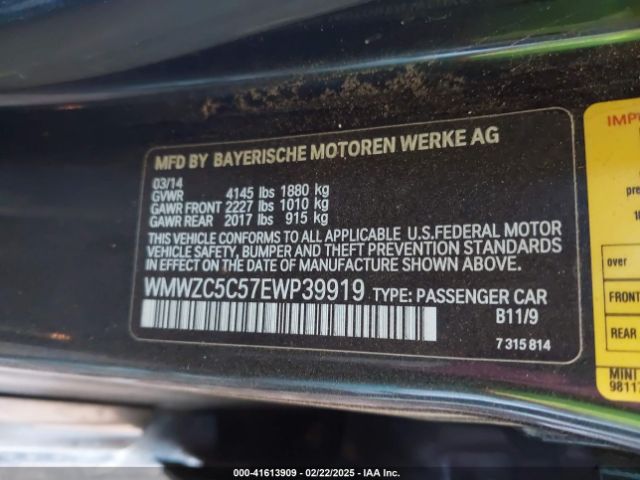 MFD BY BAYERISCHE MOTOREN WERKE AG
03/14
GVWR 4145 lbs 1880 kg
GAWR FRONT 2227 lbs 1010 kg
GAWR REAR 2017 lbs 915 kg
THIS VEHICLE CONFORMS TO ALL APPLICABLE U.S.FEDERAL MOTOR
VEHICLE SAFETY, BUMPER AND THEFT PREVENTION STANDARDS
IN EFFECT ON THE DATE OF MANUFACTURE SHOWN ABOVE.
WMWZC5C57EWP39919 TYPE: PASSENGER CAR
B11/9
7 315 814
over
FRON
REAR
MINI
000-41613909 - 02/22/2025 - IAA Inc.